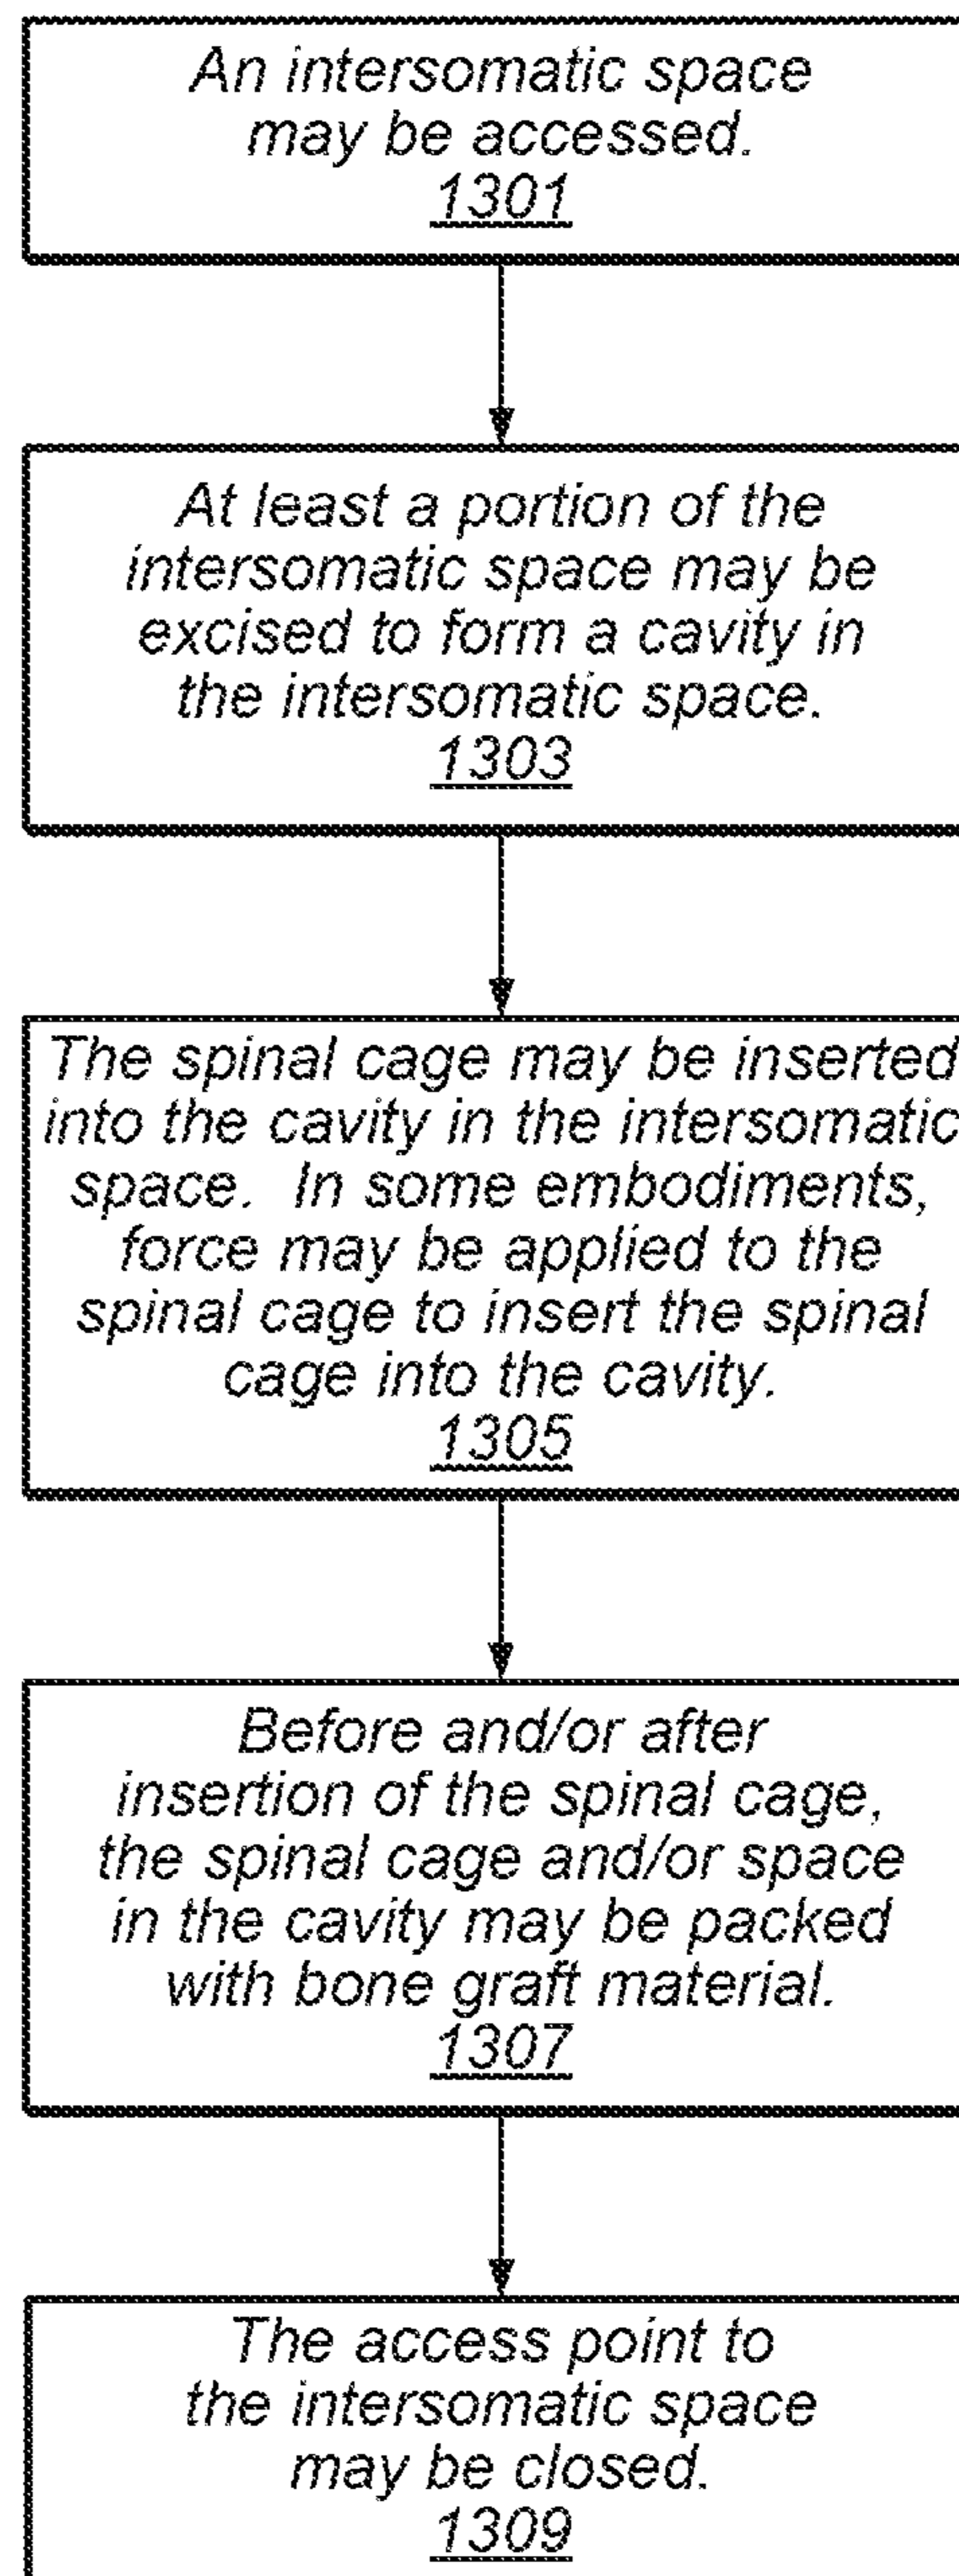 An intersomatic space
may be accessed.
1301
At least a portion of the
intersomatic space may be
excised to form a cavity in
the intersomatic space.
1303
The spinal cage may be inserted
into the cavity in the intersomatic
space. In some embodiments,
force may be applied to the
spinal cage to insert the spinal
cage into the cavity.
1305
Before and/or after
insertion of the spinal cage,
the spinal cage and/or space
in the cavity may be packed
with bone graft material.
1307
The access point to
the intersomatic space
may be closed.
1309